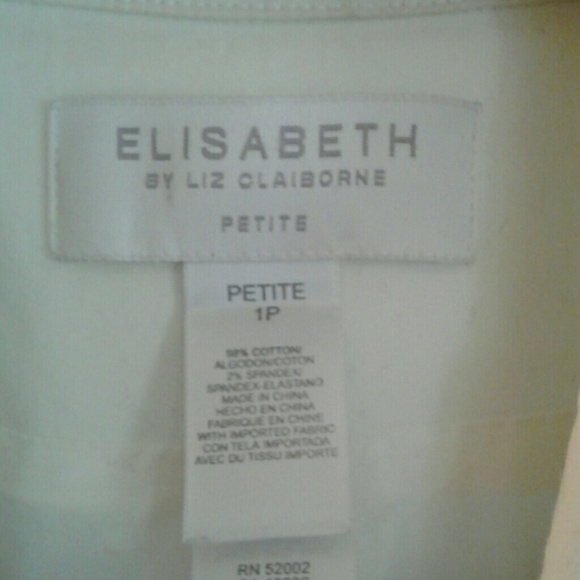 ELISABETH
BY LIZ CLAIBORNE
PETITE
PETITE
1P
98% COTTON/
ALGODON/COTON
2% SPANDEX/
SPANDEX-ELASTANO
MADE IN CHINA
HECHO EN CHINA
FABRIQUE EN CHINE
WITH IMPORTED FABRIC
CON TELA IMPORTADA
AVEC DU TISSU IMPORTE
RN 52002